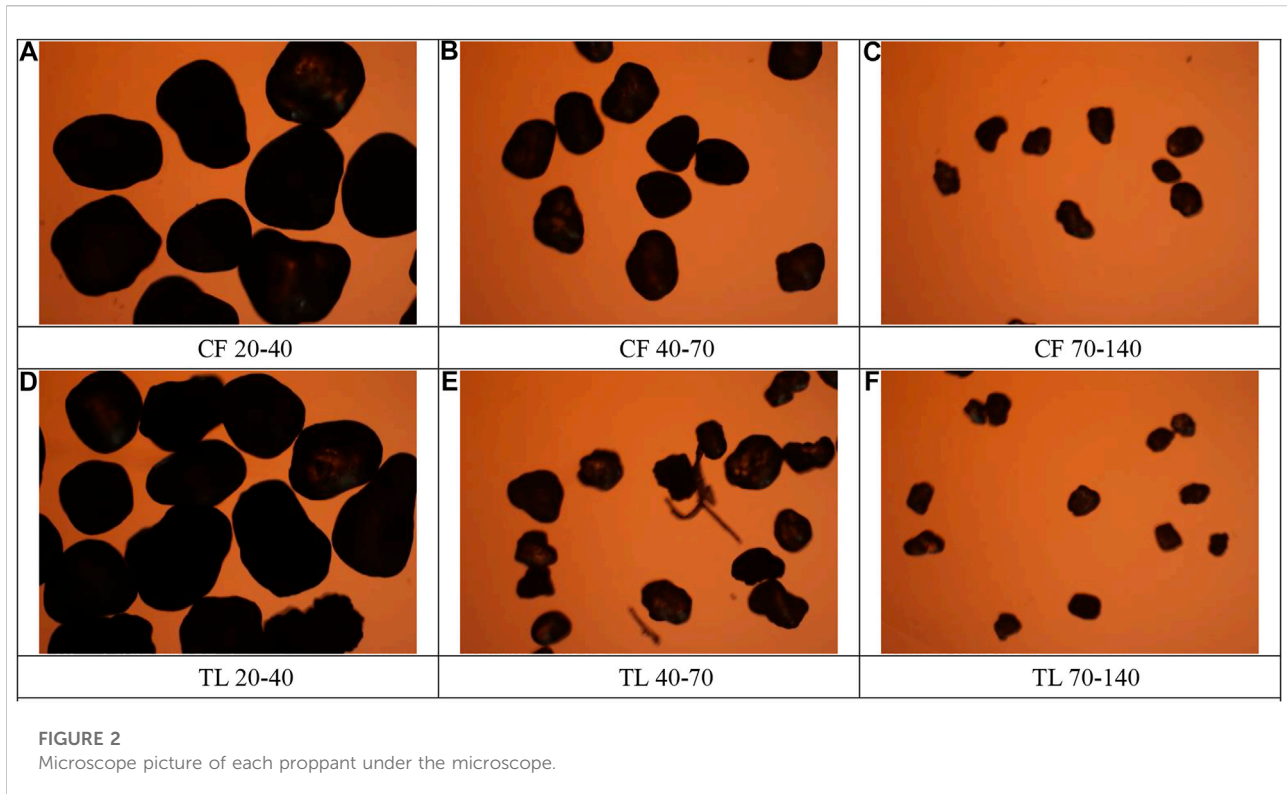 A
B
C
CF 20-40
CF 40-70
CF 70-140
D
E
F
TL 20-40
TL 40-70
TL 70-140
FIGURE 2
Microscope picture of each proppant under the microscope.